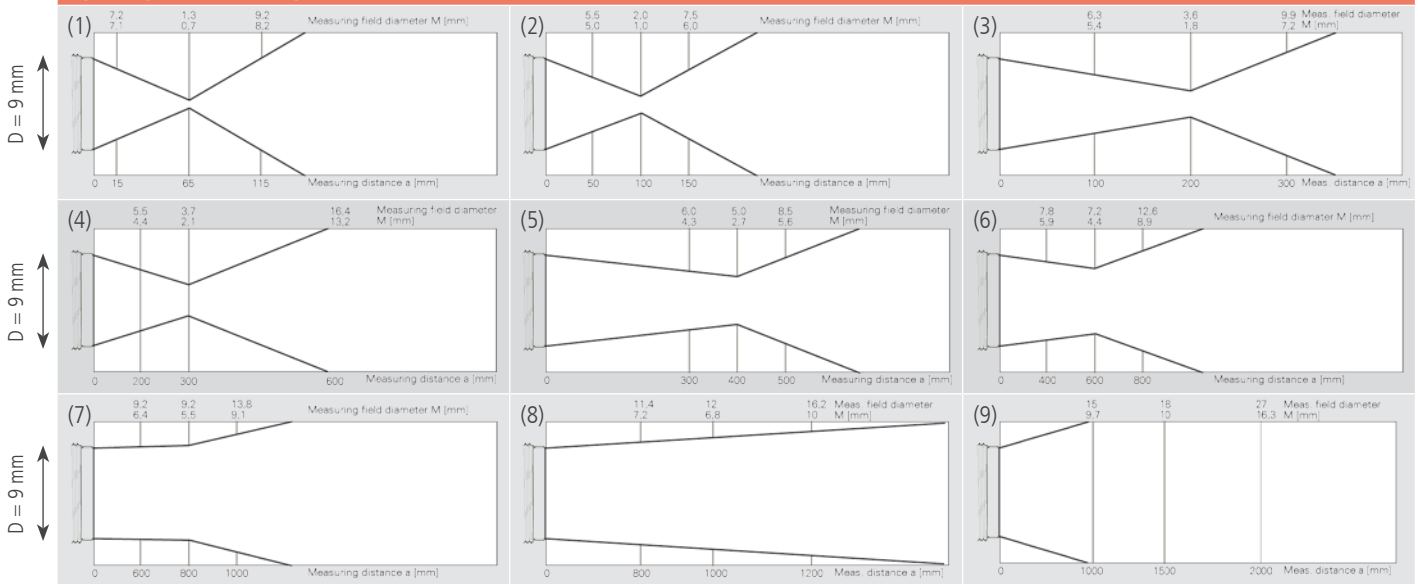 (1)
7.2 1.3 9.2 Measuring field diameter M [mm]
7.1 0.7 8.2
0 15 65 115 Measuring distance a [mm]
(2)
5.5 2.0 7.5 Measuring field diameter M [mm]
5.0 1.0 6.0
0 50 100 150 Measuring distance a [mm]
(3)
6.3 3.6 9.9 Meas. field diameter
5.4 1.8 7.2 M [mm]
0 100 200 300 Meas. distance a [mm]
D = 9 mm
(4)
5,5 3.7 16.4 Measuring field diameter
4.4 2.1 13,2 M [mm]
0 200 300 600 Measuring distance a [mm]
(5)
6,0 5,0 8,5 Measuring field diameter
4.3 2.7 5,6 M [mm]
0 300 400 500 Measuring distance a [mm]
(6)
7.8 7.2 12.6 Measuring field diamater M [mm]
5.9 4.4 8,9
0 400 600 800 Measuring distance a [mm]
D = 9 mm
(7)
9.2 9.2 13.8 Measuring field diameter M [mm]
6.4 5.5 9.1
0 600 800 1000 Measuring distance a [mm]
(8)
11.4 12 16.2 Meas. field diameter
7.2 6.8 10 M [mm]
0 800 1000 1200 Meas. distance a [mm]
(9)
15 18 27 Meas. field diameter
9.7 10 16.3 M [mm]
0 1000 1500 2000 Meas. distance a [mm]
D = 9 mm